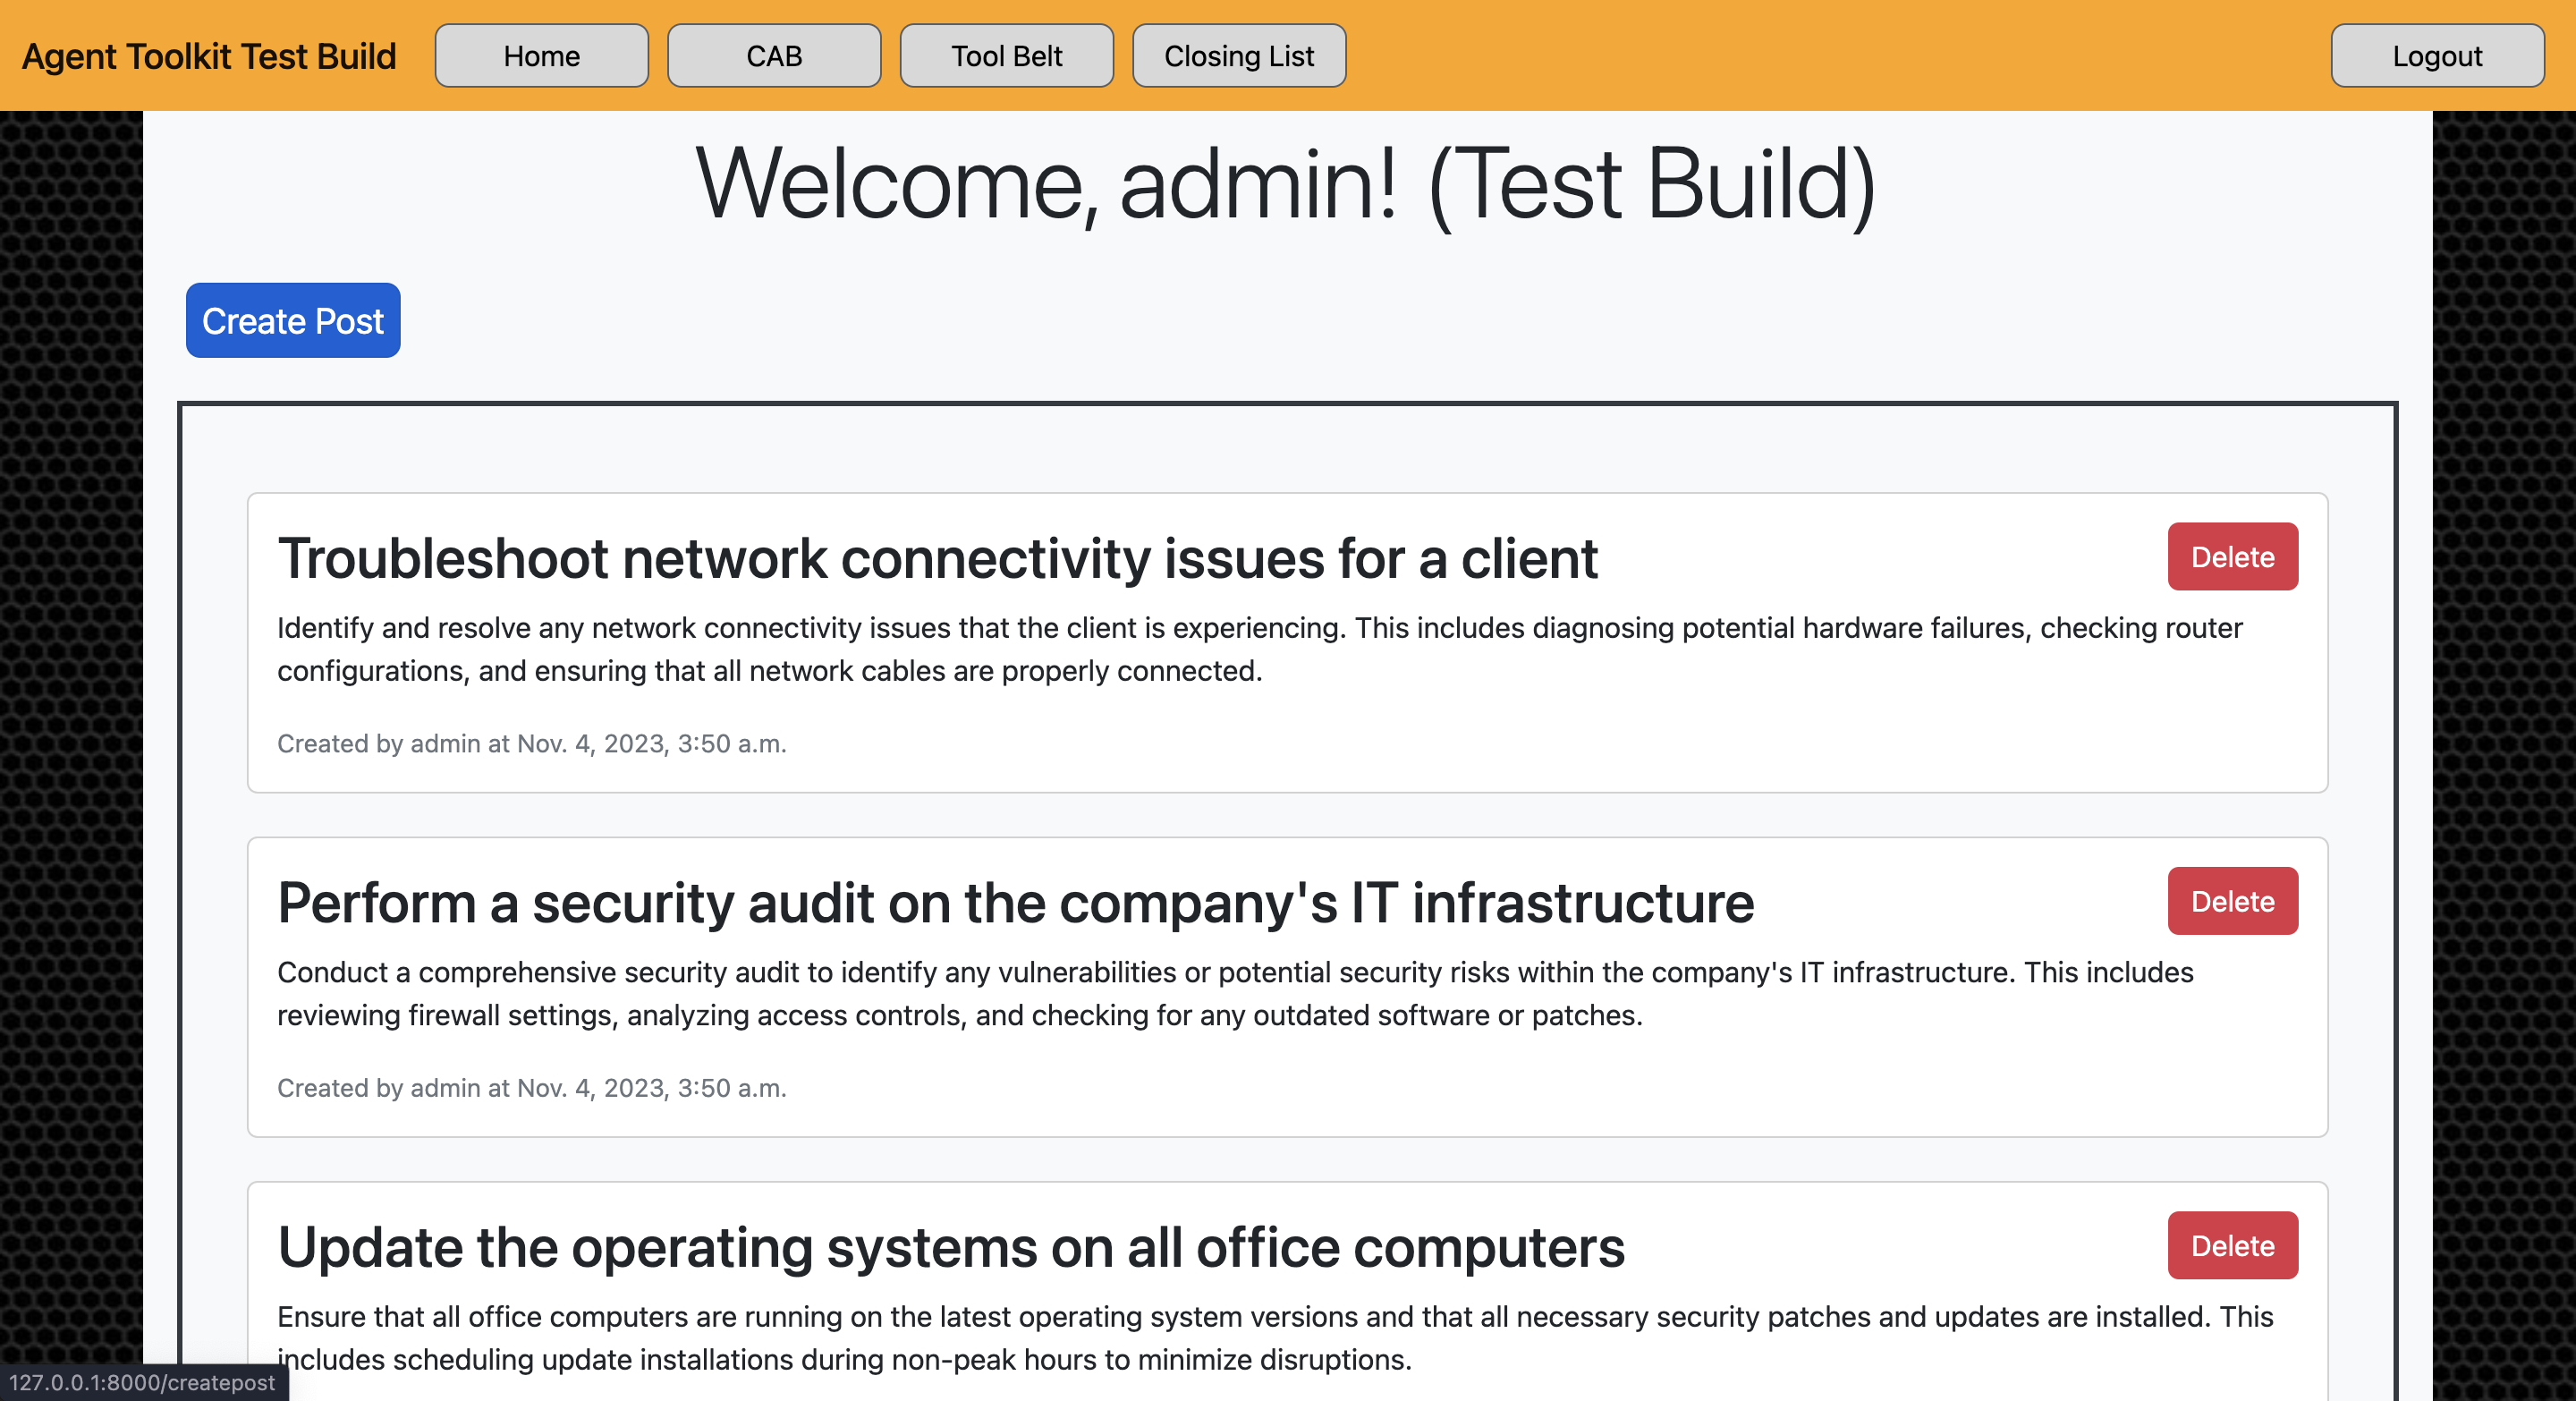 Agent Toolkit Test Build Home CAB Tool Belt Closing List Logout
Welcome, admin! (Test Build)
Create Post
Troubleshoot network connectivity issues for a client Delete
Identify and resolve any network connectivity issues that the client is experiencing. This includes diagnosing potential hardware failures, checking router
configurations, and ensuring that all network cables are properly connected.
Created by admin at Nov. 4, 2023, 3:50 a.m.
Perform a security audit on the company's IT infrastructure Delete
Conduct a comprehensive security audit to identify any vulnerabilities or potential security risks within the company's IT infrastructure. This includes
reviewing firewall settings, analyzing access controls, and checking for any outdated software or patches.
Created by admin at Nov. 4, 2023, 3:50 a.m.
Update the operating systems on all office computers Delete
Ensure that all office computers are running on the latest operating system versions and that all necessary security patches and updates are installed. This
includes scheduling update installations during non-peak hours to minimize disruptions.
127.0.0.1:8000/createpost